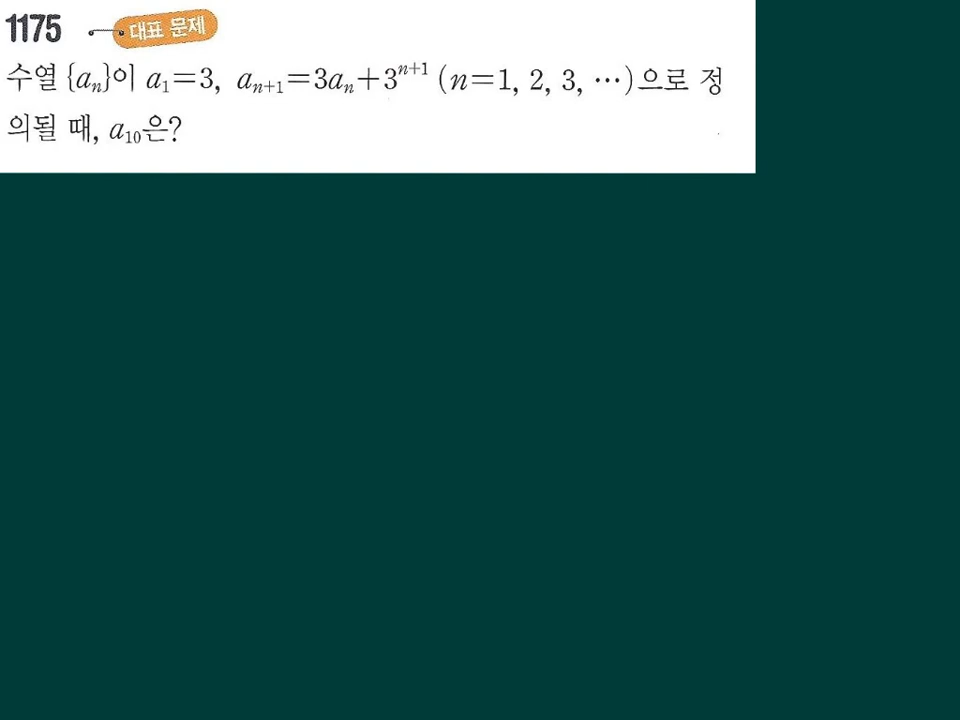 1175 대표 문제
수열 {aₙ}이 a₁=3, aₙ₊₁=3aₙ+3ⁿ⁺¹ (n=1, 2, 3, ⋯)으로 정
의될 때, a₁₀은?